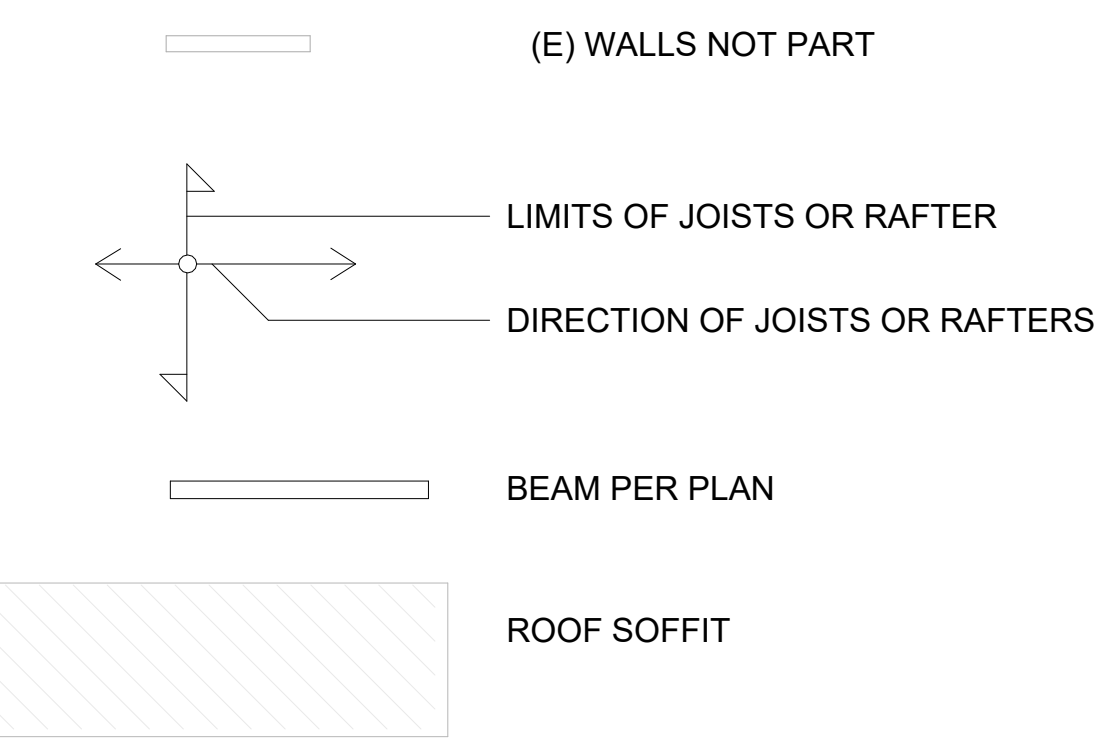 (E) WALLS NOT PART
LIMITS OF JOISTS OR RAFTER
DIRECTION OF JOISTS OR RAFTERS
BEAM PER PLAN
ROOF SOFFIT